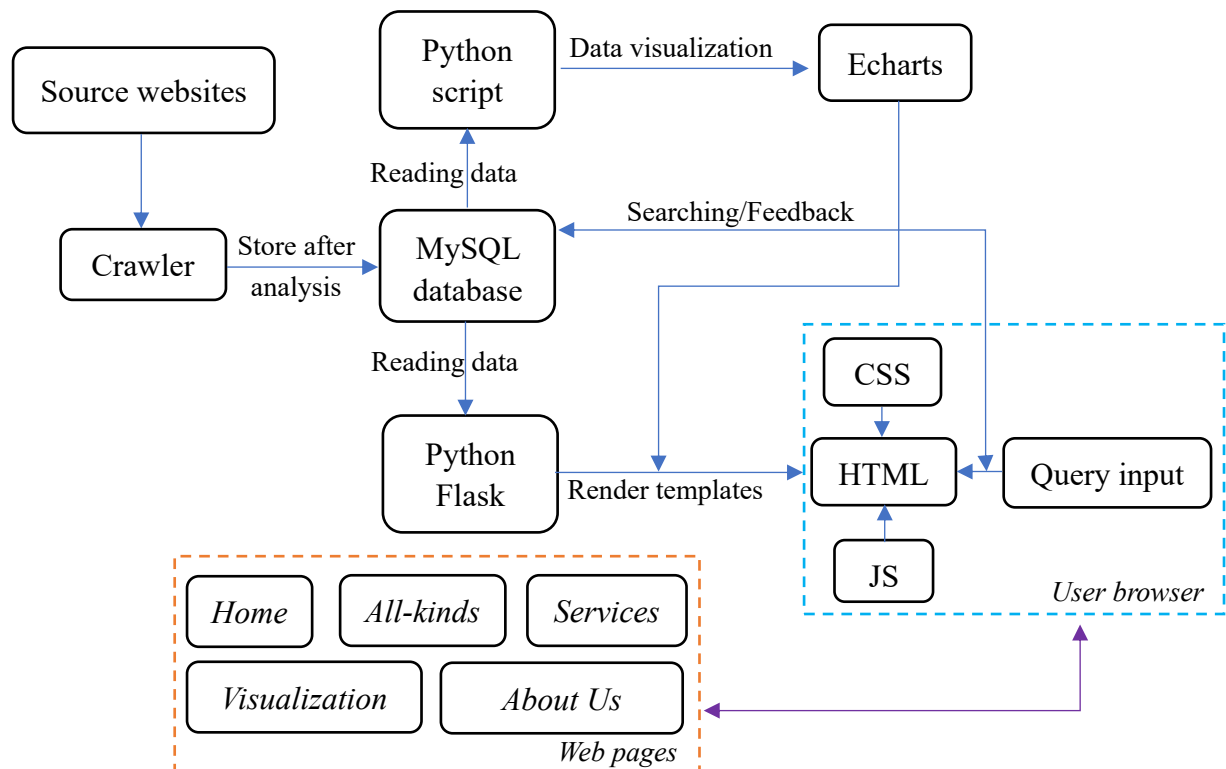 Source websites
Python
script
Data visualization
Echarts
Reading data
Crawler
Store after
analysis
MySQL
database
Searching/Feedback
Reading data
Python
Flask
Render templates
CSS
HTML
Query input
JS
User browser
Home
All-kinds
Services
Visualization
About Us
Web pages